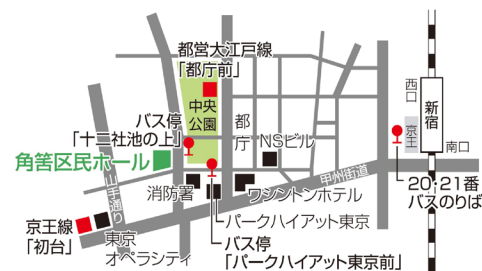 都営大江戸線
「都庁前」
西口
新宿
バス停
「十二社池の上」
中央
公園
都庁
NSビル
京王
南口
角筈区民ホール
甲州街道
20・21番
バスのりば
消防署
ワシントンホテル
山手通り
パークハイアット東京
京王線
「初台」
東京
オペラシティ
バス停
「パークハイアット東京前」